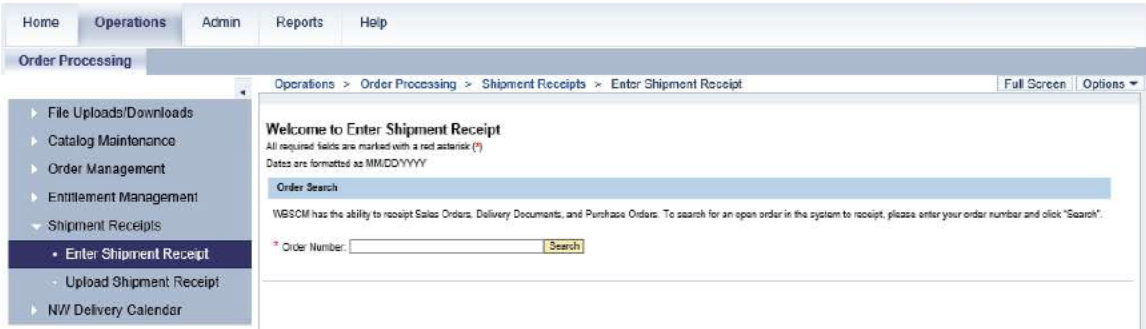 Home Operations Admin Reports Help
Order Processing
Operations > Order Processing > Shipment Receipts > Enter Shipment Receipt Full Screen Options
File Uploads/Downloads
Catalog Maintenance
Order Management
Entitlement Management
Shipment Receipts
Enter Shipment Receipt
Upload Shipment Receipt
NW Delivery Calendar
Welcome to Enter Shipment Receipt
All required fields are marked with a red asterisk (*)
Dates are formatted as MM/DD/YYYY
Order Search
WBSCM has the ability to receipt Sales Orders, Delivery Documents, and Purchase Orders. To search for an open order in the system to receipt, please enter your order number and click "Search".
* Order Number: Search